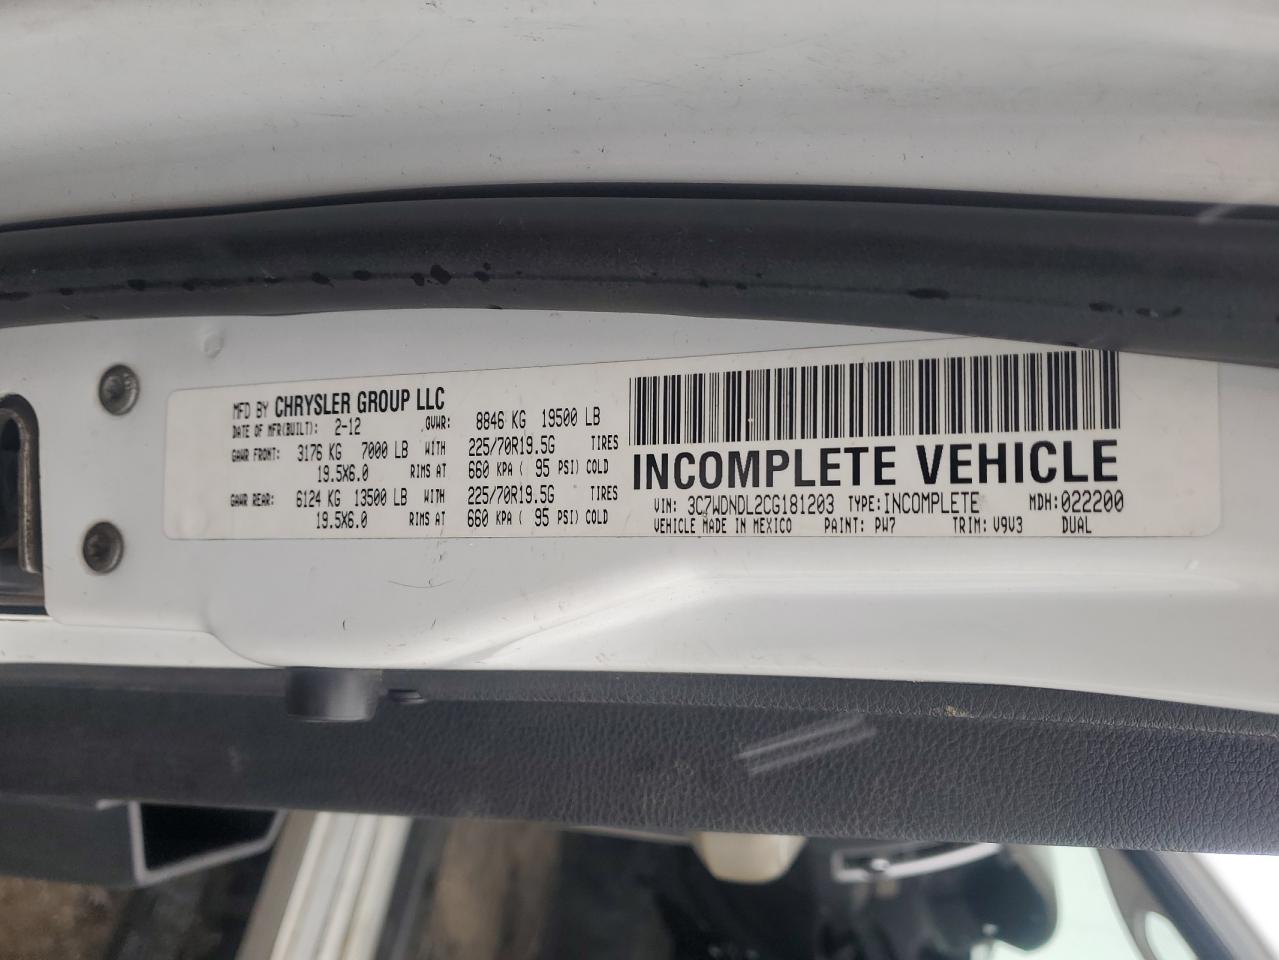 MFD BY CHRYSLER GROUP LLC
DATE OF MFR(BUILT): 2-12 GVWR: 8846 KG 19500 LB
GAWR FRONT: 3176 KG 7000 LB WITH 225/70R19.5G TIRES
19.5X6.0 RIMS AT 660 KPA ( 95 PSI) COLD
GAWR REAR: 6124 KG 13500 LB WITH 225/70R19.5G TIRES
19.5X6.0 RIMS AT 660 KPA ( 95 PSI) COLD
INCOMPLETE VEHICLE
VIN: 3C7WDNDL2CG181203 TYPE:INCOMPLETE MDH:022200
VEHICLE MADE IN MEXICO PAINT: PW7 TRIM: V9V3 DUAL